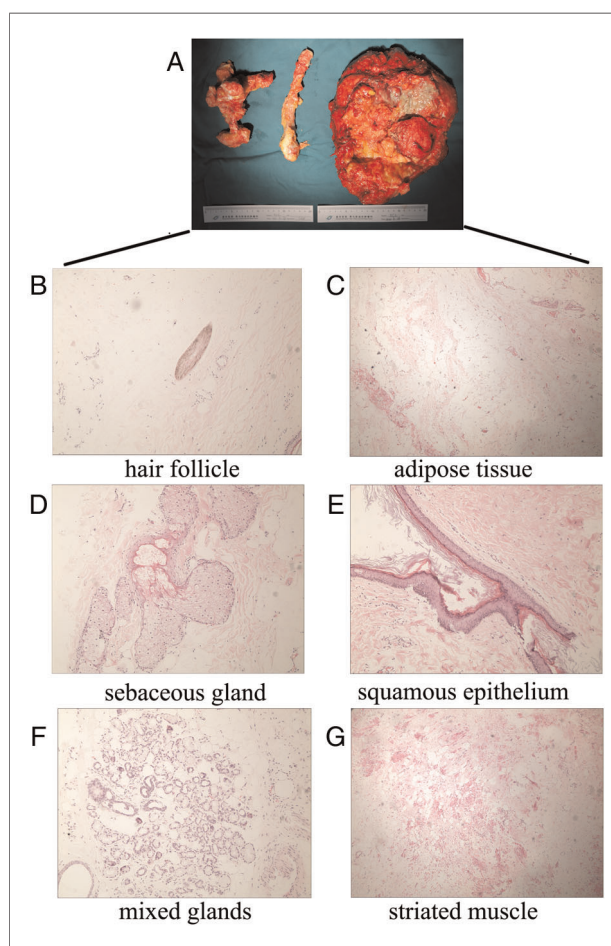 A
B
C
hair follicle
adipose tissue
D
E
sebaceous gland
squamous epithelium
F
G
mixed glands
striated muscle